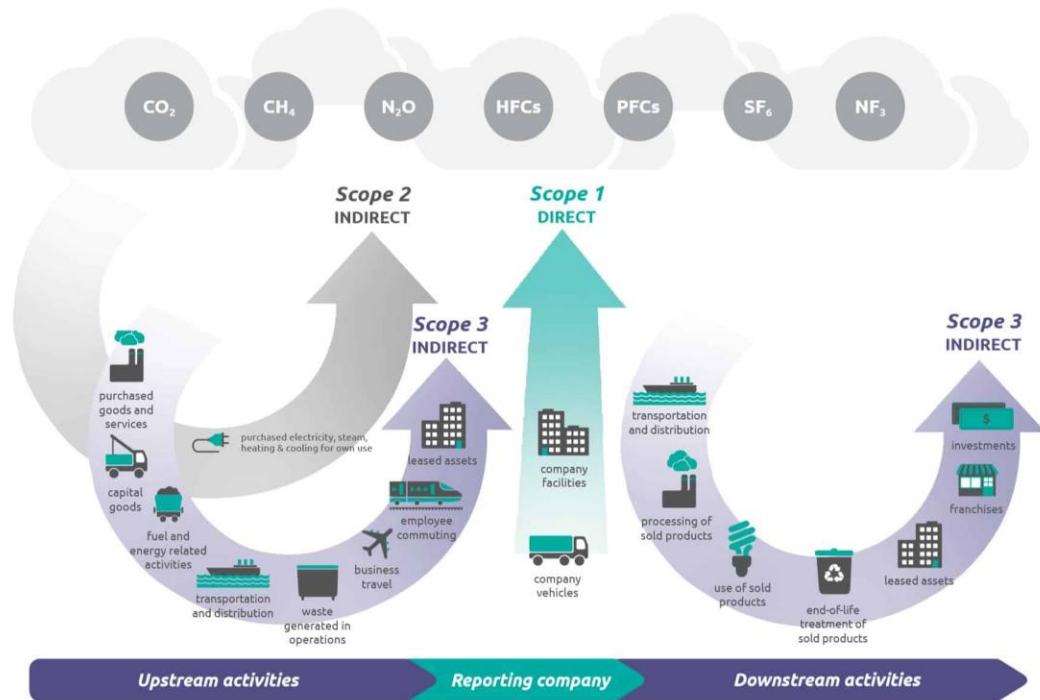 CO₂
CH₄
N₂O
HFCs
PFCs
SF₆
NF₃
Scope 2
INDIRECT
Scope 1
DIRECT
Scope 3
INDIRECT
Scope 3
INDIRECT
purchased
goods and
services
capital
goods
fuel and
energy related
activities
transportation
and distribution
waste
generated in
operations
business
travel
employee
commuting
leased assets
purchased electricity, steam,
heating & cooling for own use
company
facilities
company
vehicles
transportation
and distribution
processing of
sold products
use of sold
products
end-of-life
treatment of
sold products
leased assets
franchises
$
investments
Upstream activities
Reporting company
Downstream activities